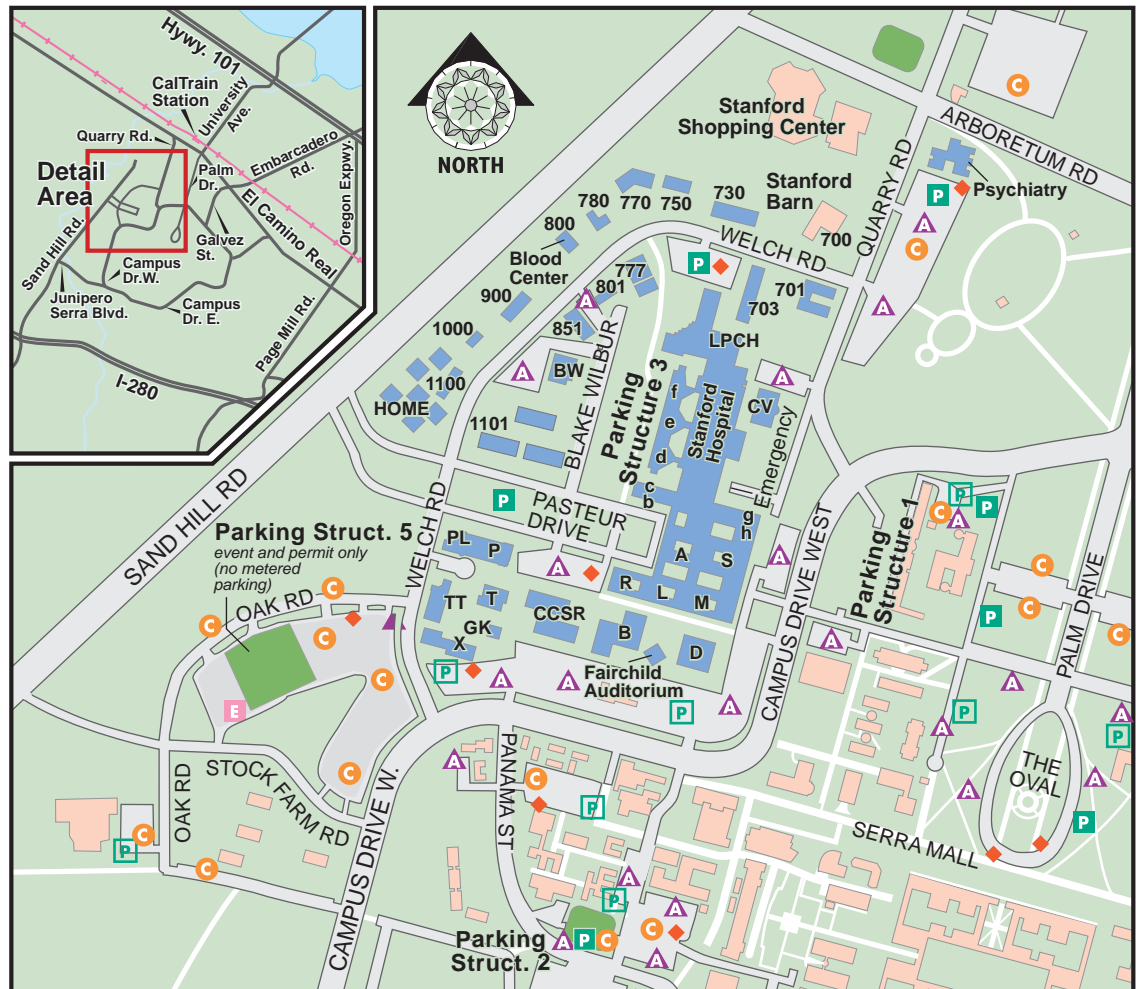 Hywy. 101
CalTrain
Station
University
Ave.
Quarry Rd.
Embarcadero
Rd.
Oregon Expwy.
Palm
Dr.
Detail
Area
El Camino Real
Sand Hill Rd.
Galvez
St.
Campus
Dr.W.
Junipero
Serra Blvd.
Campus
Dr. E.
Page Mill Rd.
I-280
NORTH
C
Stanford
Shopping Center
ARBORETUM RD
QUARRY RD
Psychiatry
P
A
C
A
770
750
730
Stanford
Barn
700
780
800
WELCH RD
Blood
Center
P
777
801
A
701
703
900
851
1000
LPCH
BLAKE WILBUR
A
BW
1100
HOME
Parking
Structure 3
f
e
d
c
b
Stanford
Hospital
A
CV
Emergency
1101
SAND HILL RD
P
PASTEUR
DRIVE
g
h
WELCH RD
Parking Struct. 5
event and permit only
(no metered
parking)
PL
P
A
A
S
R
L
M
A
CAMPUS DRIVE WEST
Parking
Structure 1
P
C
A
P
C
C
P
C
PALM DRIVE
OAK RD
C
C
C
C
E
C
TT
T
GK
X
CCSR
B
D
Fairchild
Auditorium
P
A
A
P
A
A
A
A
P
A
P
A
A
THE
OVAL
P
SERRA MALL
STOCK FARM RD
OAK RD
C
P
C
CAMPUS DRIVE W.
PANAMA ST
A
C
P
A
P
A
C
A
Parking
Struct. 2
A
P
C